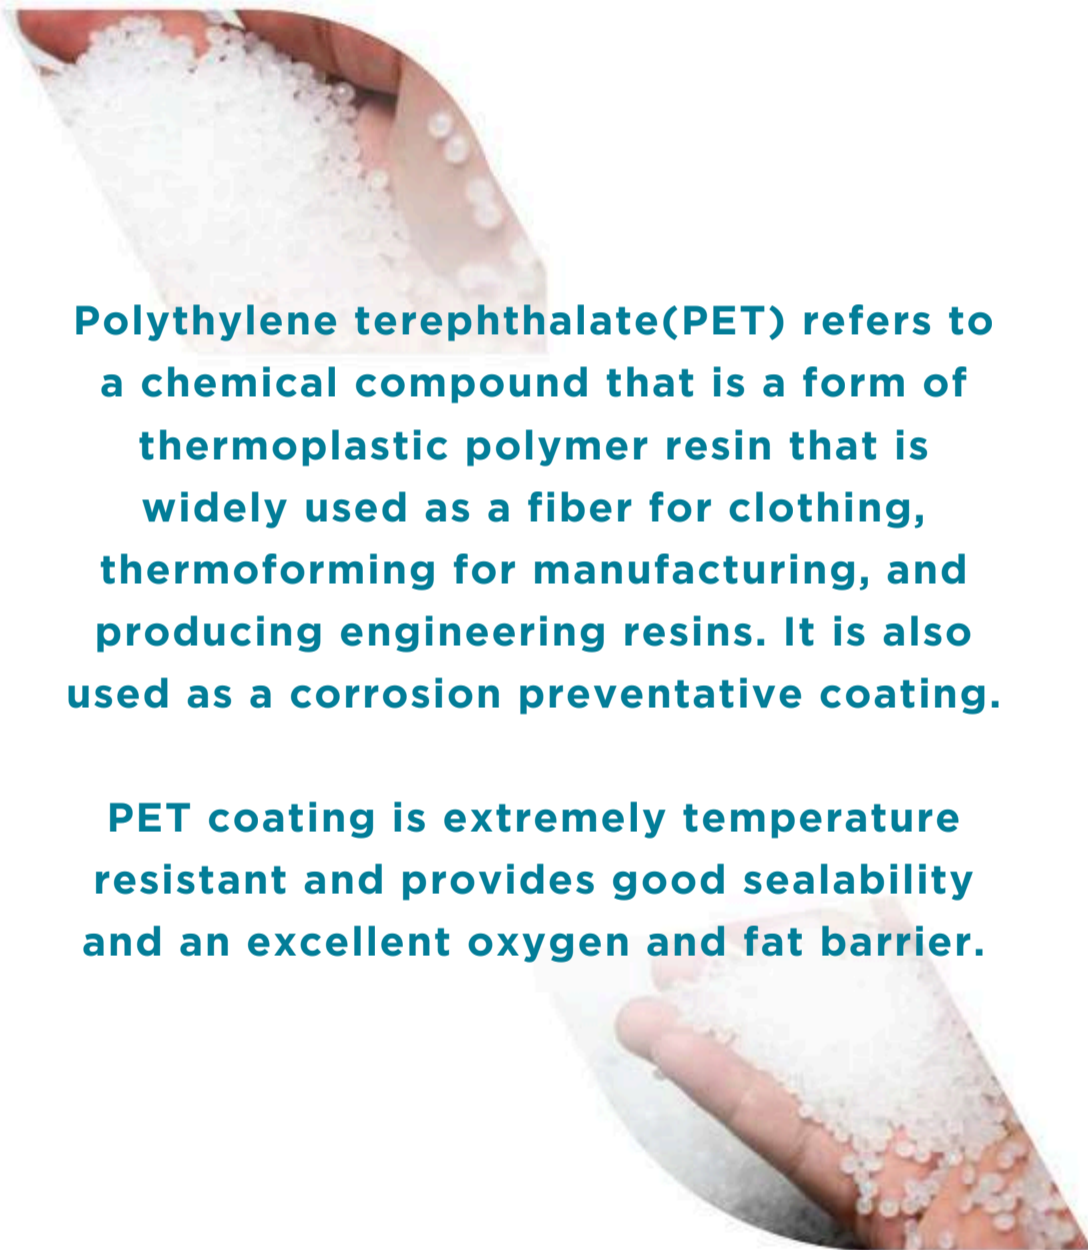 Polythylene terephthalate(PET) refers to
a chemical compound that is a form of
thermoplastic polymer resin that is
widely used as a fiber for clothing,
thermoforming for manufacturing, and
producing engineering resins. It is also
used as a corrosion preventative coating.
PET coating is extremely temperature
resistant and provides good sealability
and an excellent oxygen and fat barrier.